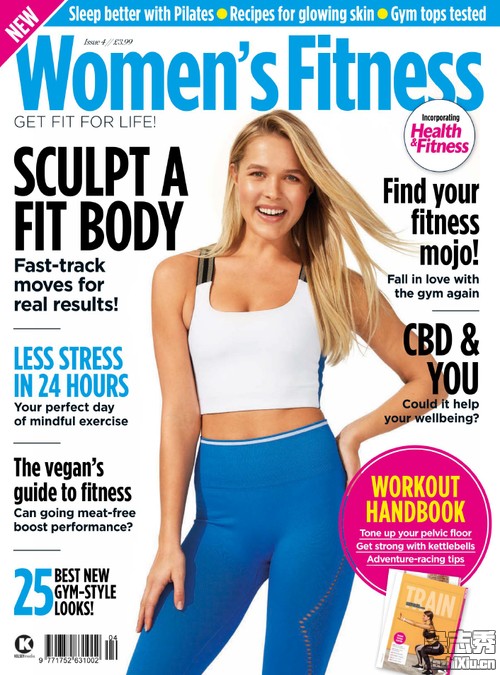 NEW
Sleep better with Pilates ● Recipes for glowing skin ● Gym tops tested
Issue 4 // £3.99
Women's Fitness
GET FIT FOR LIFE!
Incorporating
Health
&Fitness
SCULPT A
FIT BODY
Fast-track
moves for
real results!
LESS STRESS
IN 24 HOURS
Your perfect day
of mindful exercise
The vegan's
guide to fitness
Can going meat-free
boost performance?
25 BEST NEW
GYM-STYLE
LOOKS!
Find your
fitness
mojo!
Fall in love with
the gym again
CBD &
YOU
Could it help
your wellbeing?
WORKOUT
HANDBOOK
Tone up your pelvic floor
Get strong with kettlebells
Adventure-racing tips
TRAIN
K
04
9 771752 631002